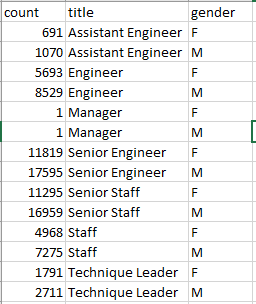 count title gender
691 Assistant Engineer F
1070 Assistant Engineer M
5693 Engineer F
8529 Engineer M
1 Manager F
1 Manager M
11819 Senior Engineer F
17595 Senior Engineer M
11295 Senior Staff F
16959 Senior Staff M
4968 Staff F
7275 Staff M
1791 Technique Leader F
2711 Technique Leader M